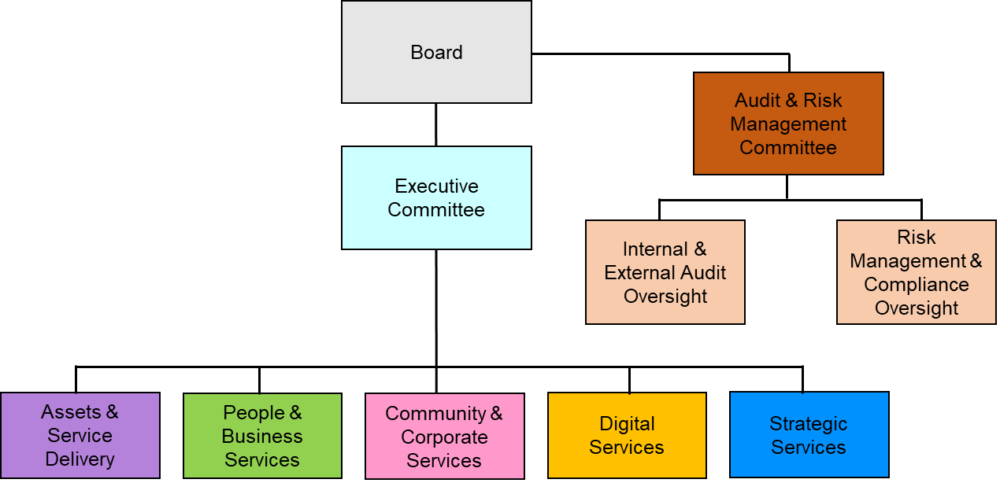 Board
Audit & Risk
Management
Committee
Executive
Committee
Internal &
External Audit
Oversight
Risk
Management &
Compliance
Oversight
Assets &
Service
Delivery
People &
Business
Services
Community &
Corporate
Services
Digital
Services
Strategic
Services